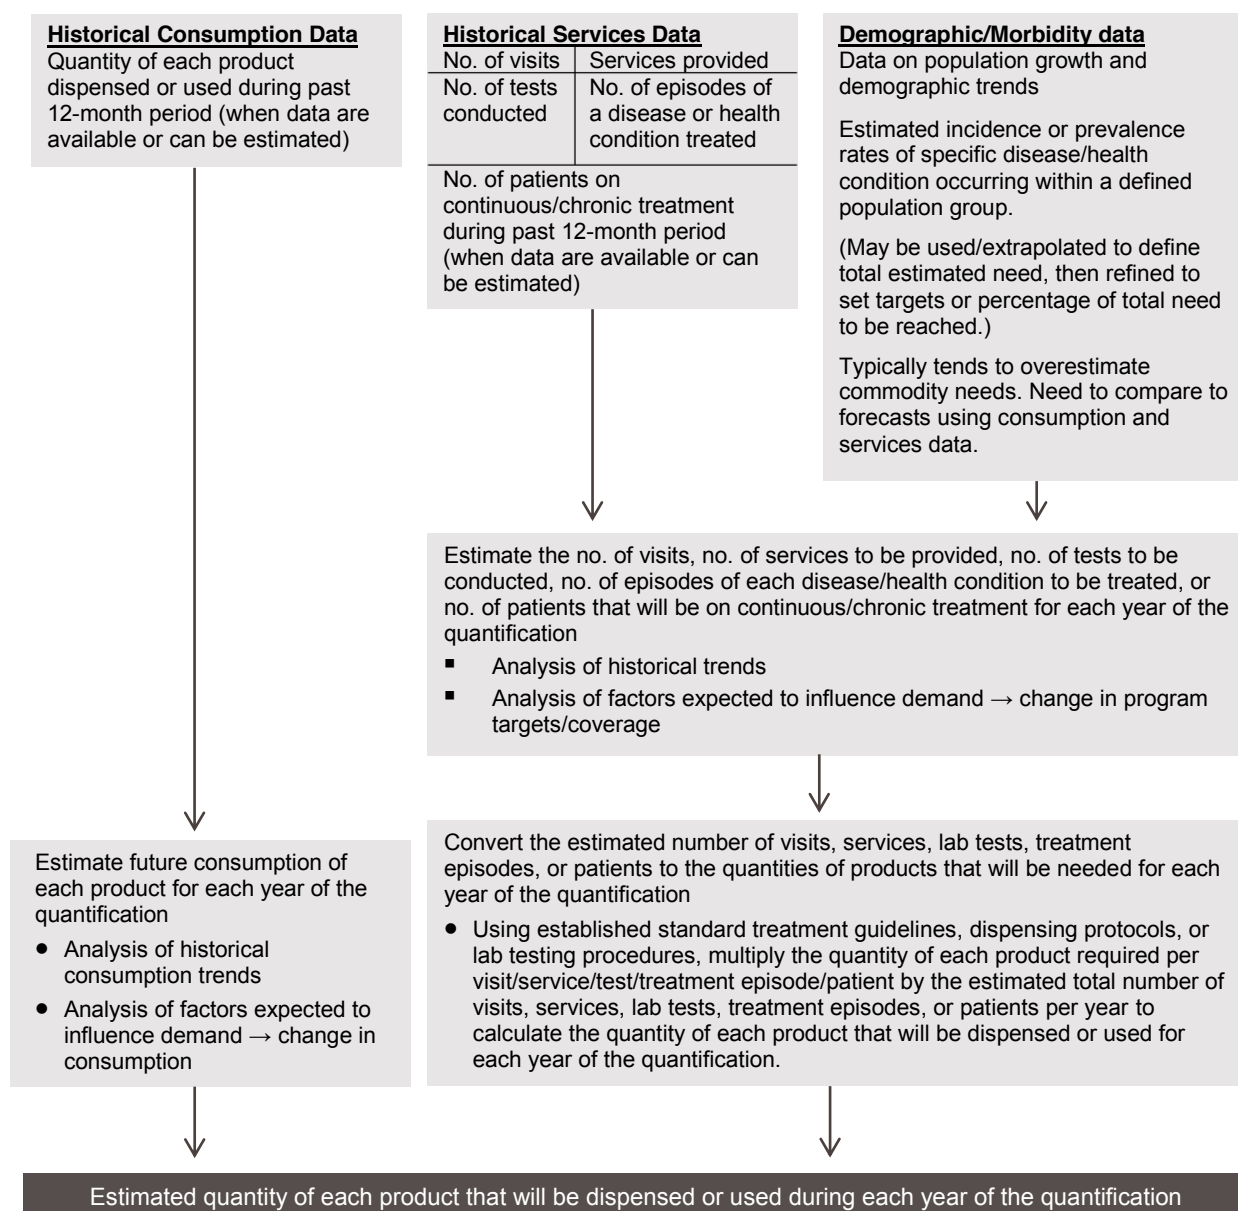 Historical Consumption Data
Quantity of each product
dispensed or used during past
12-month period (when data are
available or can be estimated)
Historical Services Data
No. of visits
Services provided
No. of tests
conducted
No. of episodes of
a disease or health
condition treated
No. of patients on
continuous/chronic treatment
during past 12-month period
(when data are available or can
be estimated)
Demographic/Morbidity data
Data on population growth and
demographic trends
Estimated incidence or prevalence
rates of specific disease/health
condition occurring within a defined
population group.
(May be used/extrapolated to define
total estimated need, then refined to
set targets or percentage of total need
to be reached.)
Typically tends to overestimate
commodity needs. Need to compare to
forecasts using consumption and
services data.
Estimate the no. of visits, no. of services to be provided, no. of tests to be
conducted, no. of episodes of each disease/health condition to be treated, or
no. of patients that will be on continuous/chronic treatment for each year of the
quantification
▪ Analysis of historical trends
▪ Analysis of factors expected to influence demand → change in program
targets/coverage
Estimate future consumption of
each product for each year of the
quantification
• Analysis of historical
consumption trends
• Analysis of factors expected to
influence demand → change in
consumption
Convert the estimated number of visits, services, lab tests, treatment
episodes, or patients to the quantities of products that will be needed for each
year of the quantification
• Using established standard treatment guidelines, dispensing protocols, or
lab testing procedures, multiply the quantity of each product required per
visit/service/test/treatment episode/patient by the estimated total number of
visits, services, lab tests, treatment episodes, or patients per year to
calculate the quantity of each product that will be dispensed or used for
each year of the quantification.
Estimated quantity of each product that will be dispensed or used during each year of the quantification